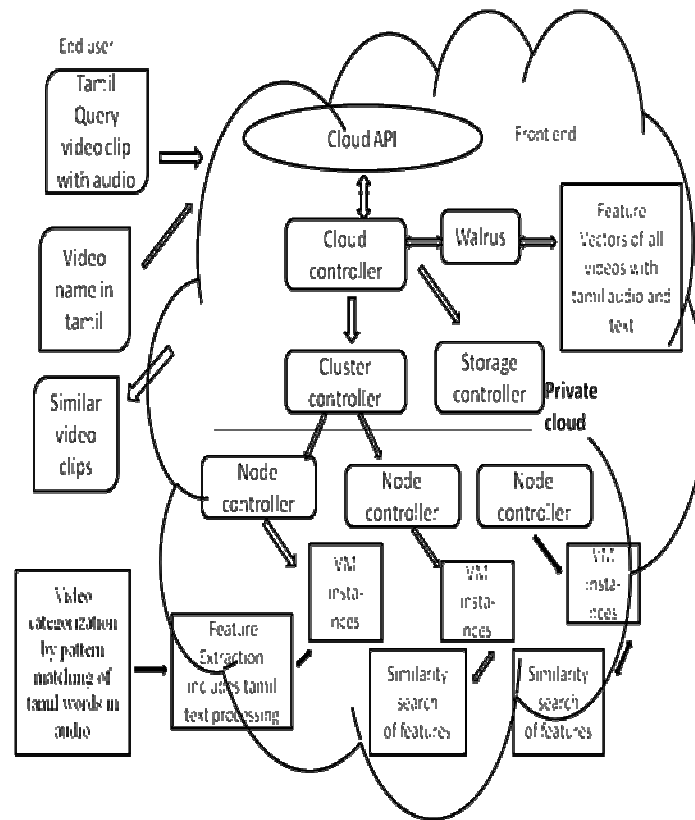 End user
Tamil
Query
video clip
with audio
Cloud API
Front end
Video
name in
tamil
Cloud
controller
Walrus
Feature
Vectors of all
videos with
tamil audio and
text
Similar
video
clips
Cluster
controller
Storage
controller
Private
cloud
Node
controller
Node
controller
Node
controller
VM
insta-
nces
VM
insta-
nces
VM
insta-
nces
Video
categorization
by pattern
matching of
tamil words in
audio
Feature
Extraction
includes tamil
text processing
Similarity
search
of features
Similarity
search
of features